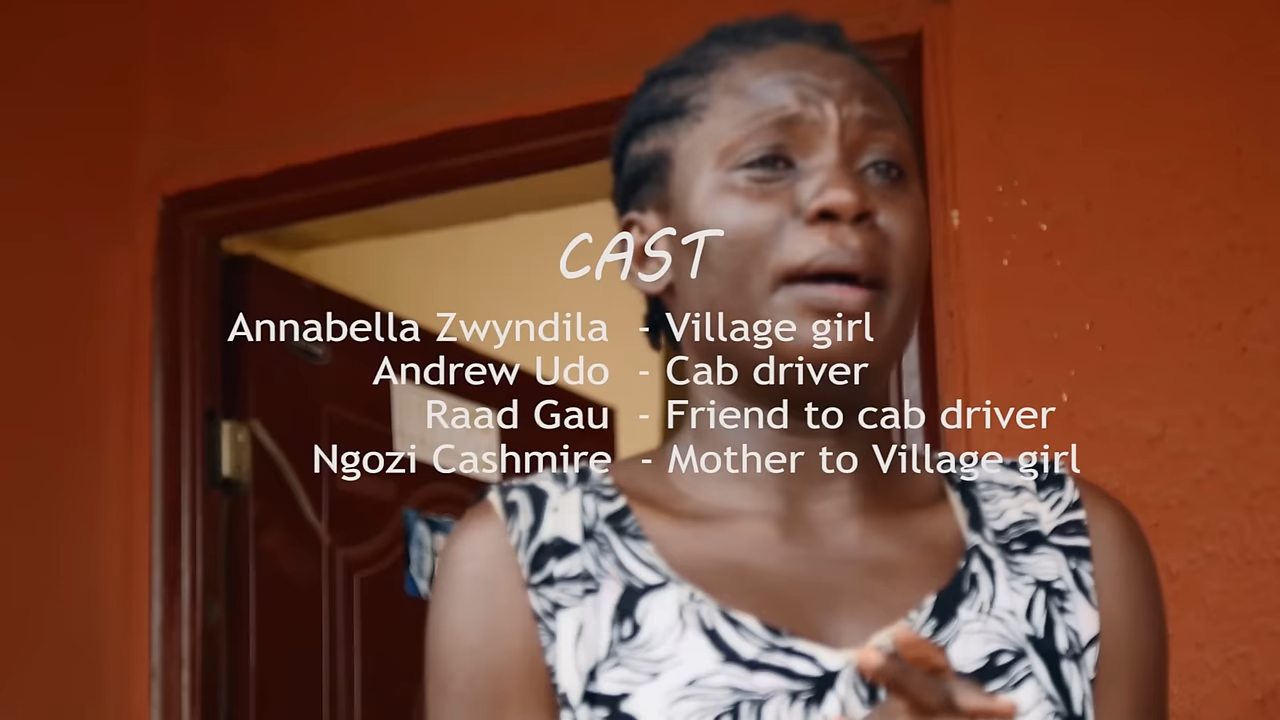 CAST
Annabella Zwyndila - Village girl
Andrew Udo - Cab driver
Raad Gau - Friend to cab driver
Ngozi Cashmire - Mother to Village girl